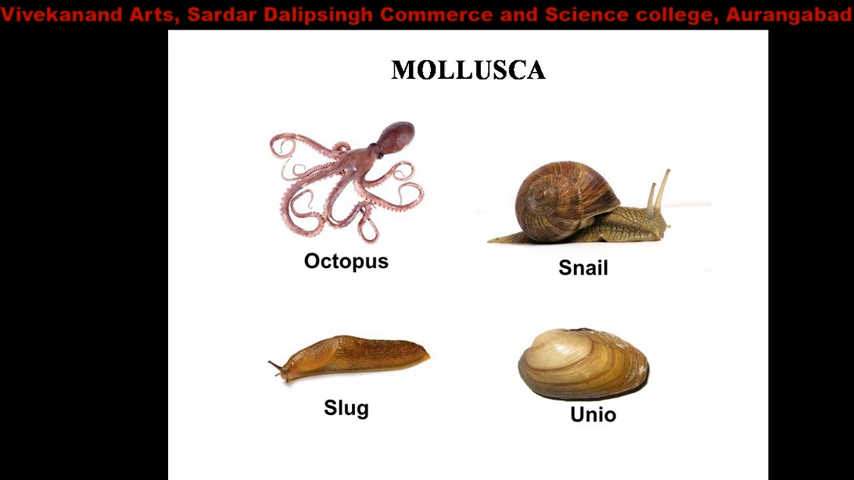 Vivekanand Arts, Sardar Dalipsingh Commerce and Science college, Aurangabad
MOLLUSCA
Octopus
Snail
Slug
Unio